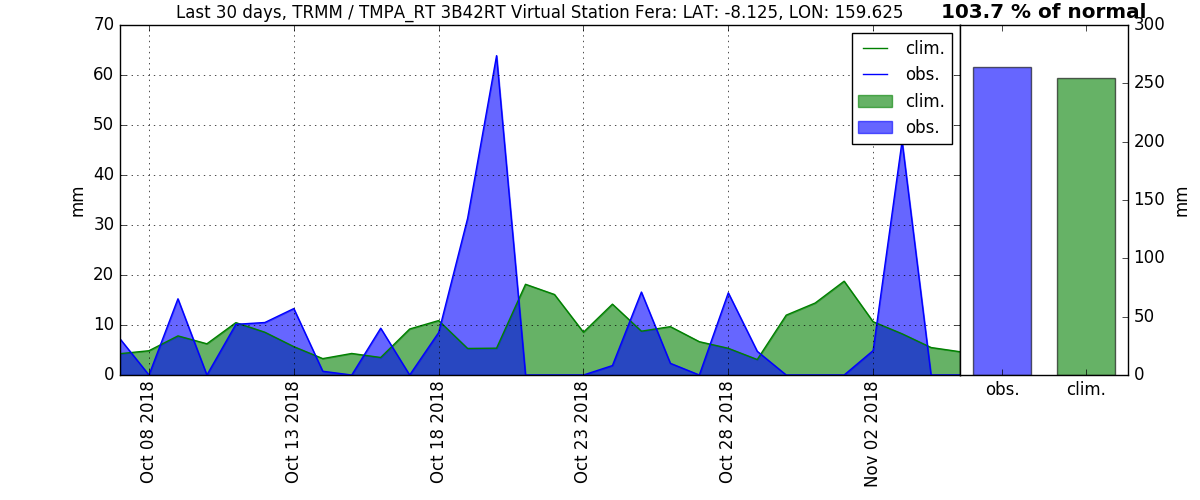 Last 30 days, TRMM / TMPA_RT 3B42RT Virtual Station Fera: LAT: -8.125, LON: 159.625
103.7 % of normal
70
60
50
40
30
20
10
0
mm
clim.
obs.
clim.
obs.
300
250
200
150
100
50
0
mm
obs.
clim.
Oct 08 2018
Oct 13 2018
Oct 18 2018
Oct 23 2018
Oct 28 2018
Nov 02 2018